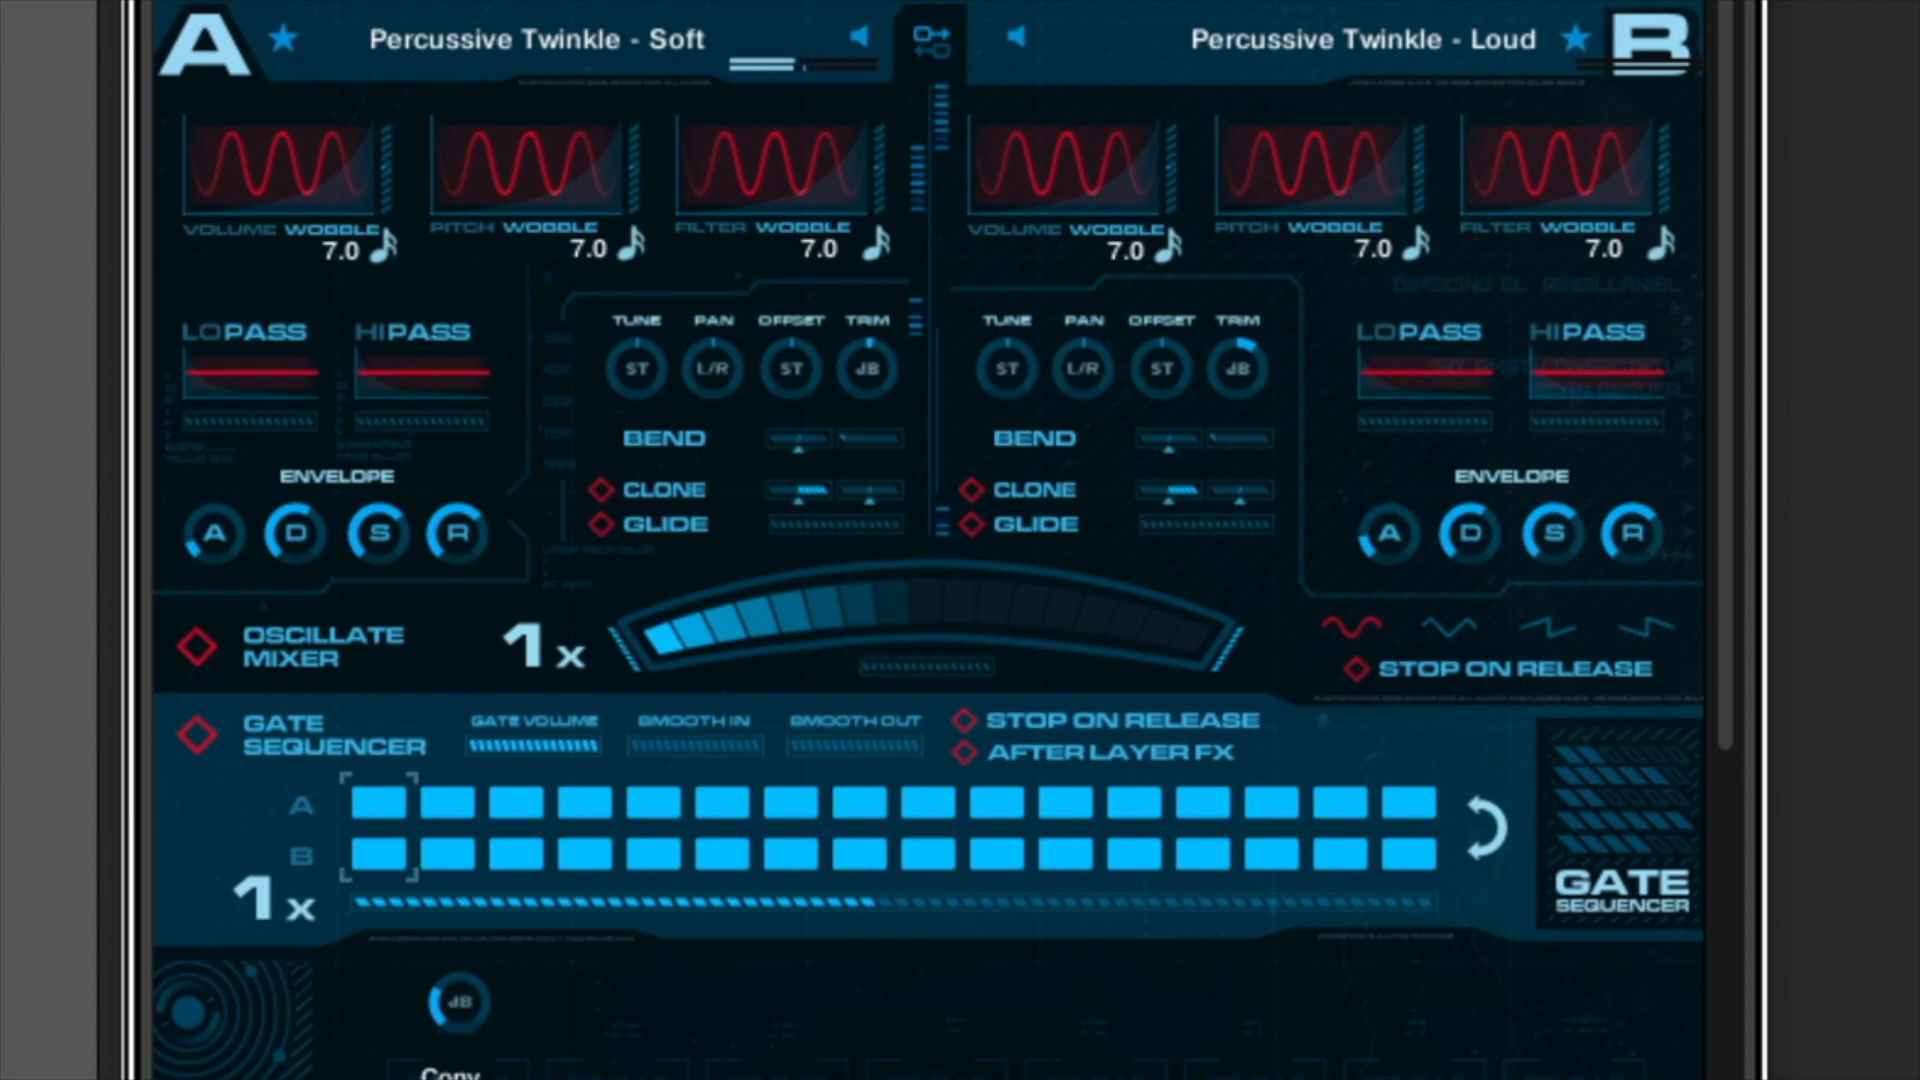 A Percussive Twinkle - Soft Percussive Twinkle - Loud B
VOLUME WOBBLE PITCH WOBBLE FILTER WOBBLE VOLUME WOBBLE PITCH WOBBLE FILTER WOBBLE
7.0 7.0 7.0 7.0 7.0 7.0
TUNE PAN OFFSET TRIM TUNE PAN OFFSET TRIM
LOPASS HIPASS LOPASS HIPASS
ST L/R ST dB ST L/R ST dB
BEND BEND
ENVELOPE ENVELOPE
CLONE CLONE
GLIDE GLIDE
A D S R A D S R
OSCILLATE
MIXER
1 x
STOP ON RELEASE
GATE
SEQUENCER
GATE VOLUME SMOOTH IN SMOOTH OUT
STOP ON RELEASE
AFTER LAYER FX
A
B
1 x
GATE
SEQUENCER
dB
Copy